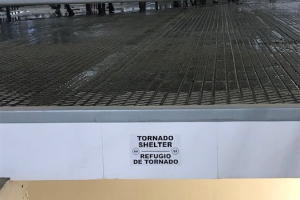 TORNADO
SHELTER
REFUGIO
DE TORNADO